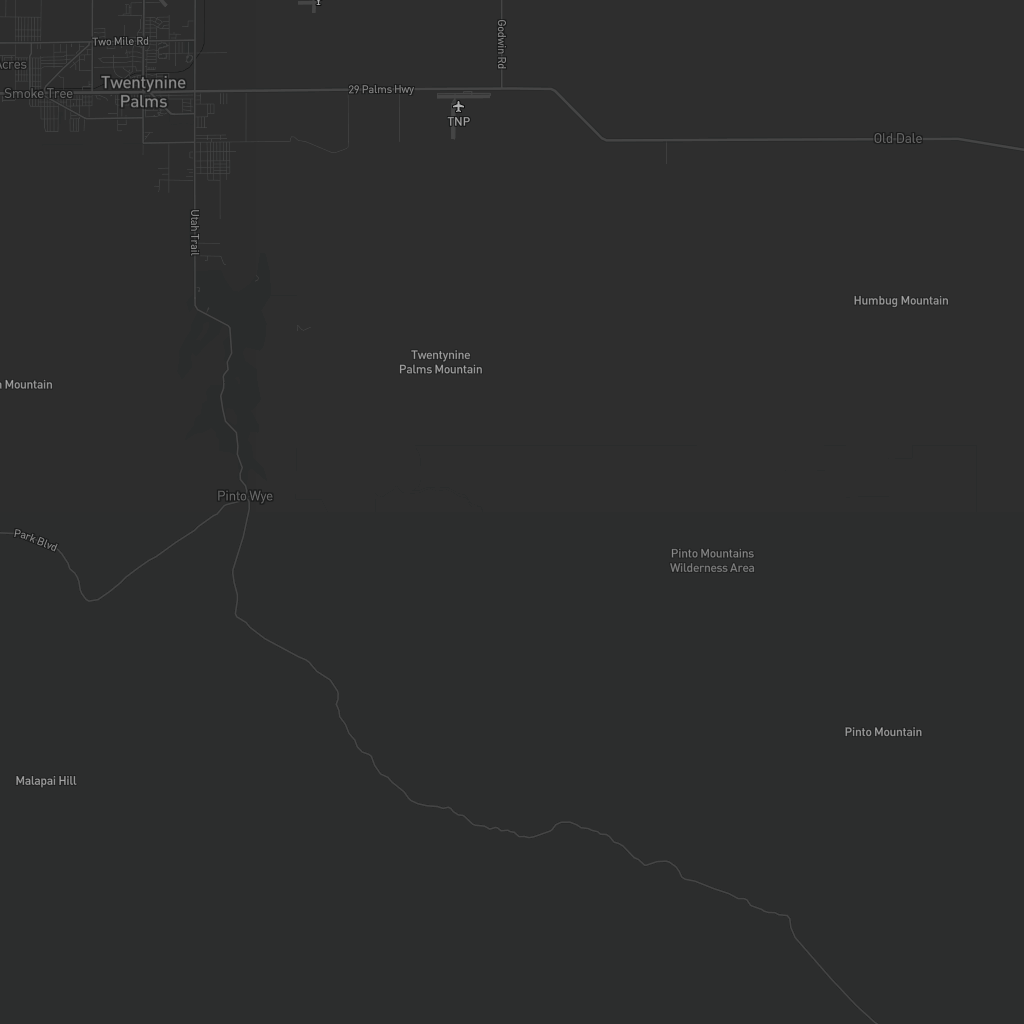 Godwin Rd
Two Mile Rd
Acres
Twentynine
Palms
Smoke Tree
29 Palms Hwy
TNP
Old Dale
Utah Trail
Humbug Mountain
Twentynine
Palms Mountain
Mountain
Pinto Wye
Park Blvd
Pinto Mountains
Wilderness Area
Pinto Mountain
Malapai Hill